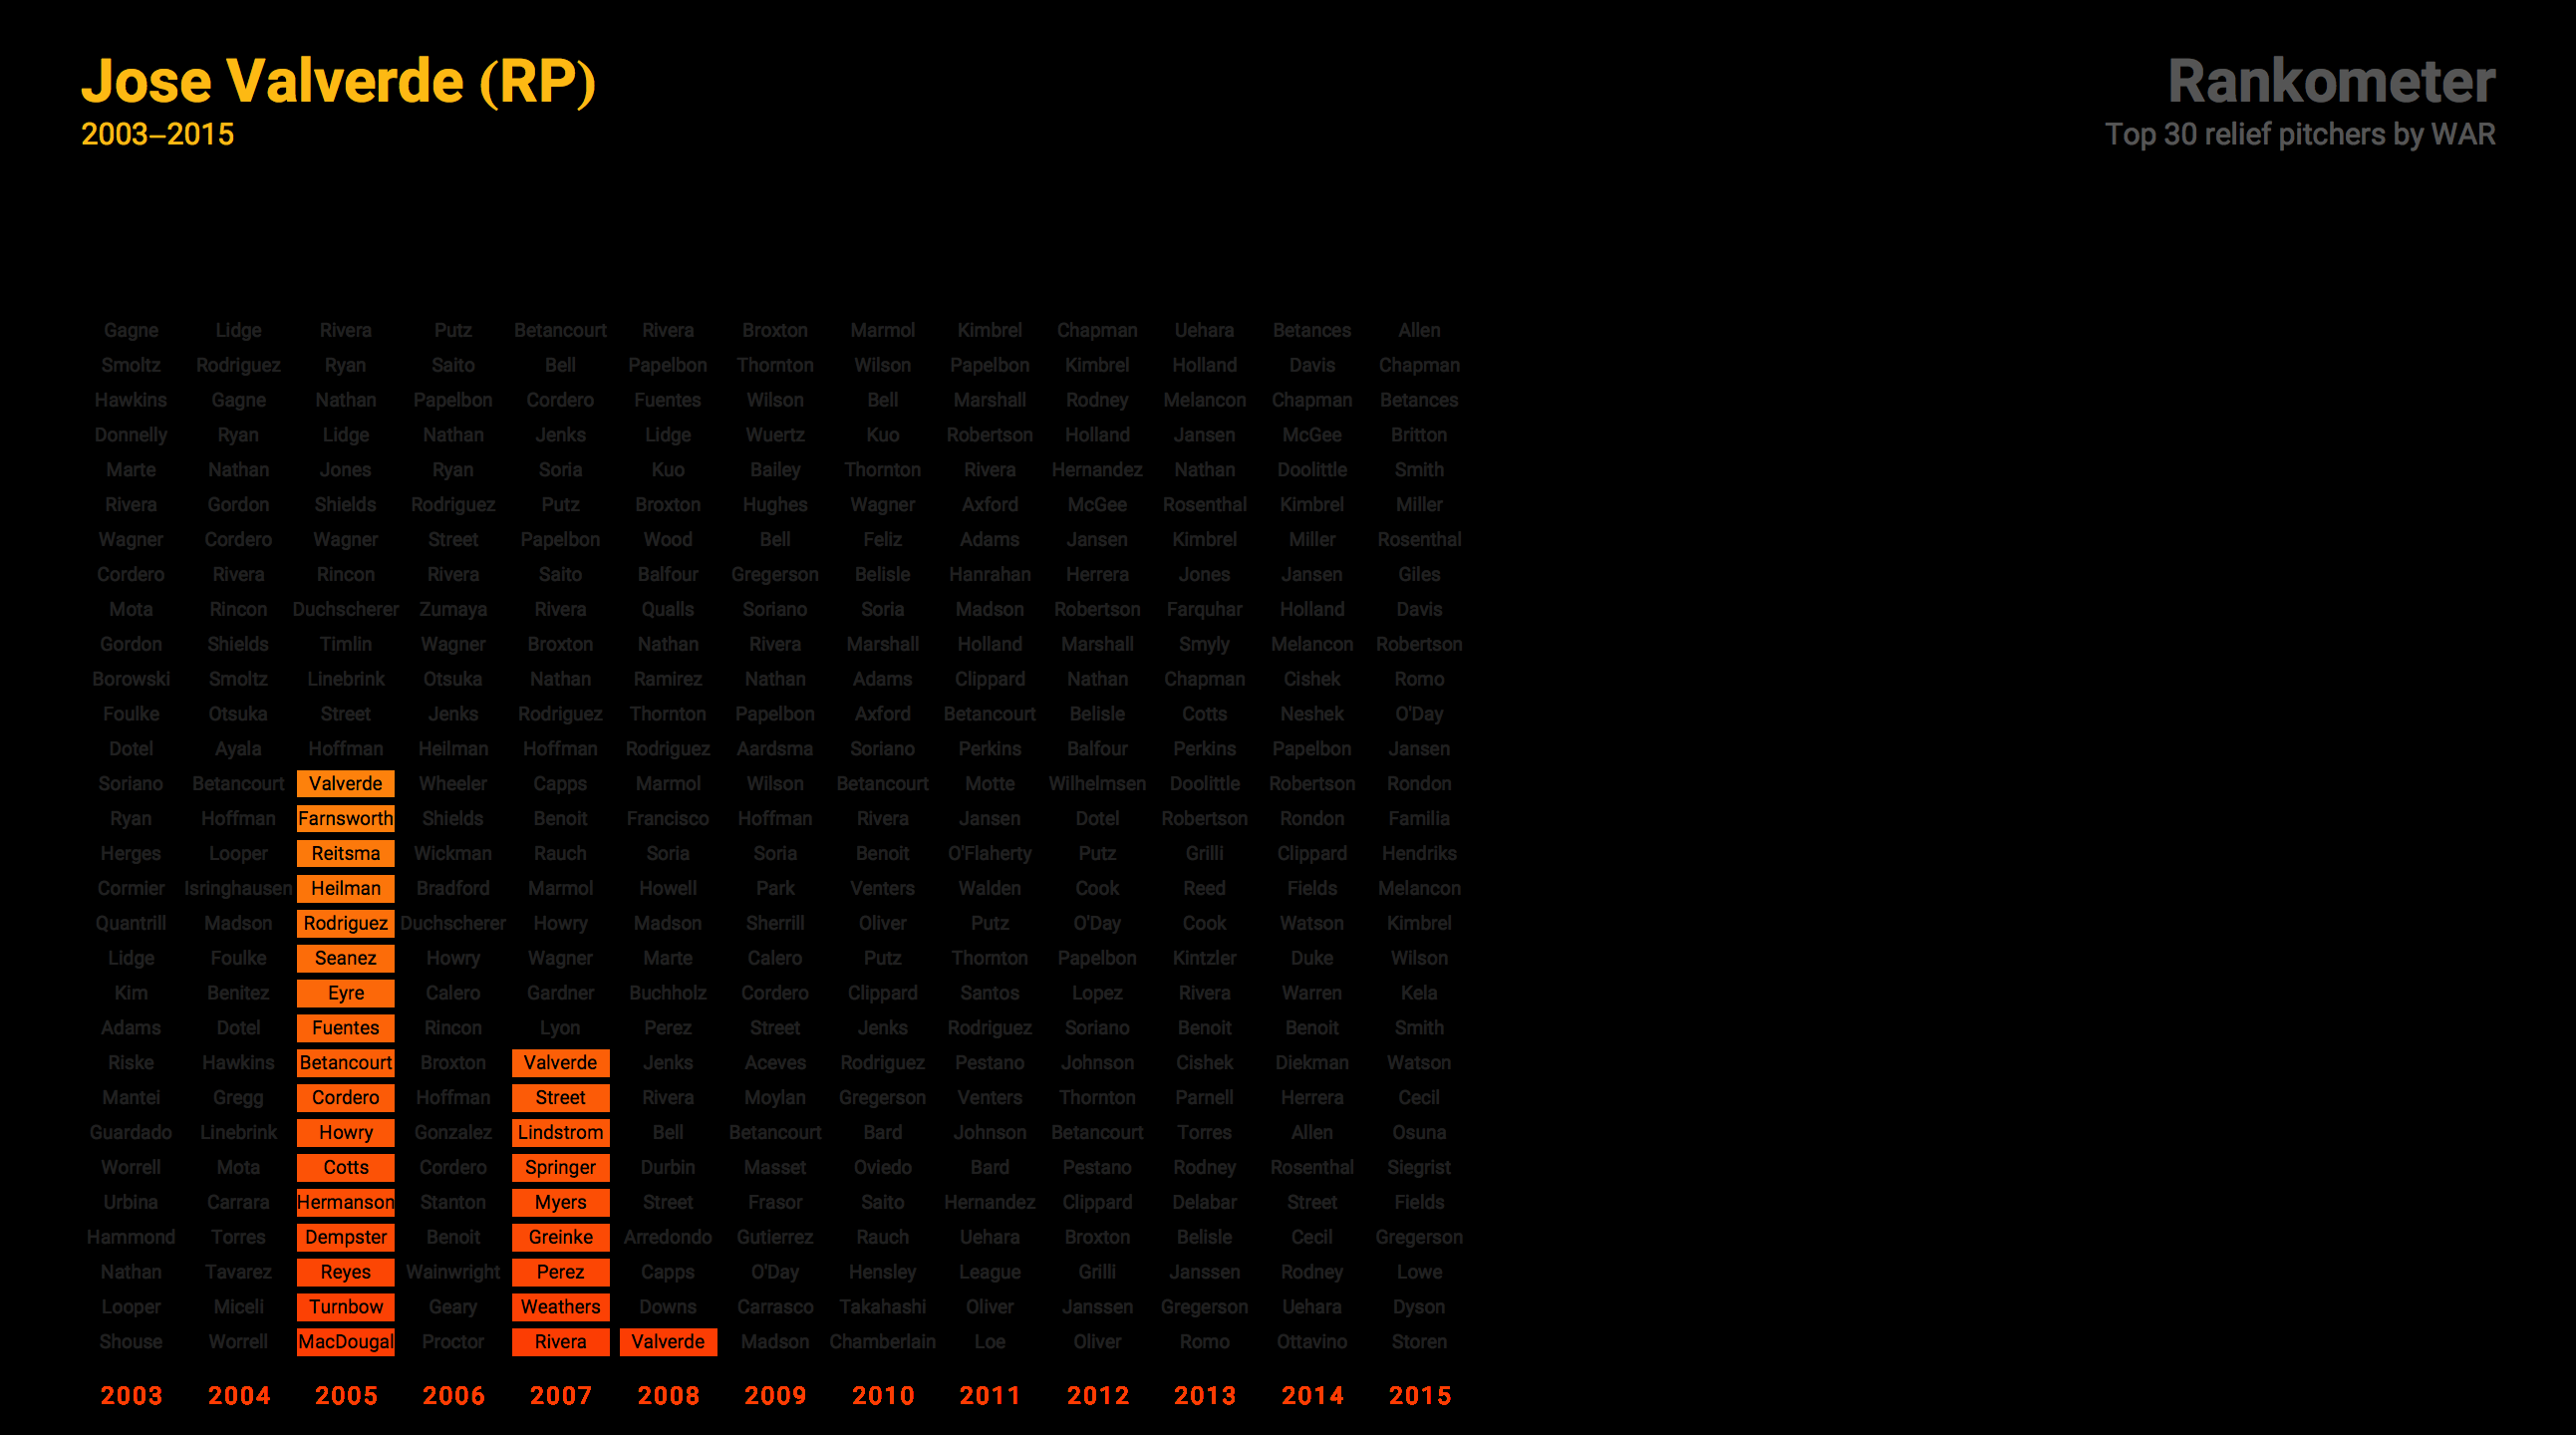 Jose Valverde (RP)
2003–2015
Rankometer
Top 30 relief pitchers by WAR
Gagne Lidge Rivera Putz Betancourt Rivera Broxton Marmol Kimbrel Chapman Uehara Betances Allen
Smoltz Rodriguez Ryan Saito Bell Papelbon Thornton Wilson Papelbon Kimbrel Holland Davis Chapman
Hawkins Gagne Nathan Papelbon Cordero Fuentes Wilson Bell Marshall Rodney Melancon Chapman Betances
Donnelly Ryan Lidge Nathan Jenks Lidge Wuertz Kuo Robertson Holland Jansen McGee Britton
Marte Nathan Jones Ryan Soria Kuo Bailey Thornton Rivera Hernandez Nathan Doolittle Smith
Rivera Gordon Shields Rodriguez Putz Broxton Hughes Wagner Axford McGee Rosenthal Kimbrel Miller
Wagner Cordero Wagner Street Papelbon Wood Bell Feliz Adams Jansen Kimbrel Miller Rosenthal
Cordero Rivera Rincon Rivera Saito Balfour Gregerson Belisle Hanrahan Herrera Jones Jansen Giles
Mota Rincon Duchscherer Zumaya Rivera Qualls Soriano Soria Madson Robertson Farquhar Holland Davis
Gordon Shields Timlin Wagner Broxton Nathan Rivera Marshall Holland Marshall Smyly Melancon Robertson
Borowski Smoltz Linebrink Otsuka Nathan Ramirez Nathan Adams Clippard Nathan Chapman Cishek Romo
Foulke Otsuka Street Jenks Rodriguez Thornton Papelbon Axford Betancourt Belisle Cotts Neshek O'Day
Dotel Ayala Hoffman Heilman Hoffman Rodriguez Aardsma Soriano Perkins Balfour Perkins Papelbon Jansen
Soriano Betancourt Valverde Wheeler Capps Marmol Wilson Betancourt Motte Wilhelmsen Doolittle Robertson Rondon
Ryan Hoffman Farnsworth Shields Benoit Francisco Hoffman Rivera Jansen Dotel Robertson Rondon Familia
Herges Looper Reitsma Wickman Rauch Soria Soria Benoit O'Flaherty Putz Grilli Clippard Hendriks
Cormier Isringhausen Heilman Bradford Marmol Howell Park Venters Walden Cook Reed Fields Melancon
Quantrill Madson Rodriguez Duchscherer Howry Madson Sherrill Oliver Putz O'Day Cook Watson Kimbrel
Lidge Foulke Seanez Howry Wagner Marte Calero Putz Thornton Papelbon Kintzler Duke Wilson
Kim Benitez Eyre Calero Gardner Buchholz Cordero Clippard Santos Lopez Rivera Warren Kela
Adams Dotel Fuentes Rincon Lyon Perez Street Jenks Rodriguez Soriano Benoit Benoit Smith
Riske Hawkins Betancourt Broxton Valverde Jenks Aceves Rodriguez Pestano Johnson Cishek Diekman Watson
Mantei Gregg Cordero Hoffman Street Rivera Moylan Gregerson Venters Thornton Parnell Herrera Cecil
Guardado Linebrink Howry Gonzalez Lindstrom Bell Betancourt Bard Johnson Betancourt Torres Allen Osuna
Worrell Mota Cotts Cordero Springer Durbin Masset Oviedo Bard Pestano Rodney Rosenthal Siegrist
Urbina Carrara Hermanson Stanton Myers Street Frasor Saito Hernandez Clippard Delabar Street Fields
Hammond Torres Dempster Benoit Greinke Arredondo Gutierrez Rauch Uehara Broxton Belisle Cecil Gregerson
Nathan Tavarez Reyes Wainwright Perez Capps O'Day Hensley League Grilli Janssen Rodney Lowe
Looper Miceli Turnbow Geary Weathers Downs Carrasco Takahashi Oliver Janssen Gregerson Uehara Dyson
Shouse Worrell MacDougal Proctor Rivera Valverde Madson Chamberlain Loe Oliver Romo Ottavino Storen
2003 2004 2005 2006 2007 2008 2009 2010 2011 2012 2013 2014 2015